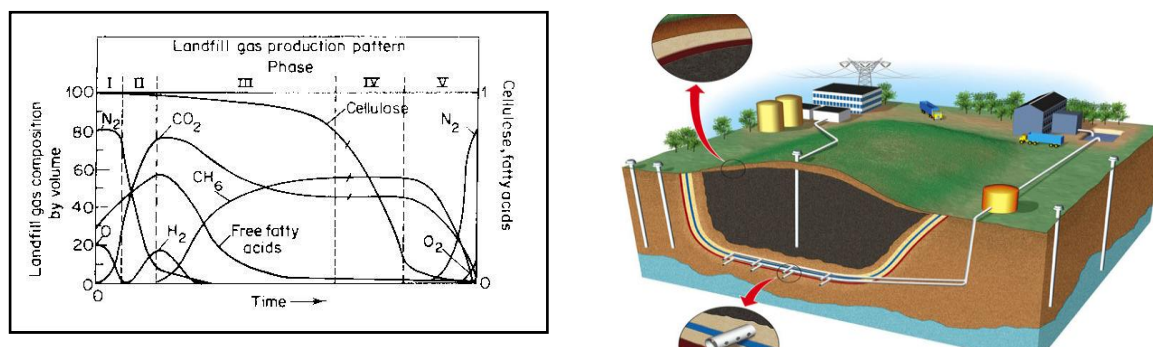 Landfill gas production pattern
Phase
I II III IV V
100
80
60
40
20
0
Landfill gas composition
by volume
N2
O
CO2
CH6
H2
Free fatty
acids
Cellulose
N2
O2
1
0
Cellulose, fatty acids
0
Time